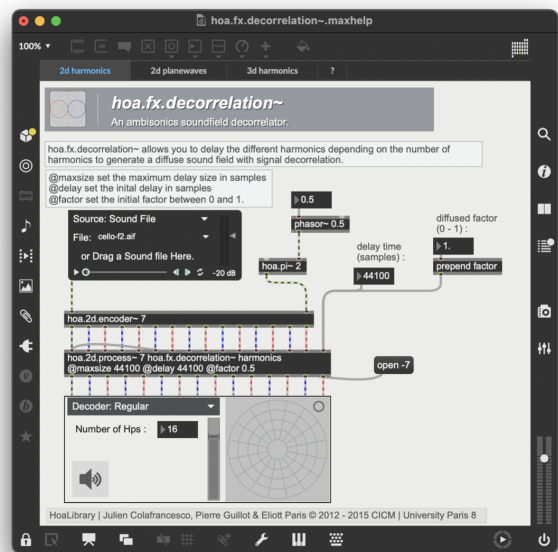 hoa.fx.decorrelation~.maxhelp
100% ▼
2d harmonics
2d planewaves
3d harmonics
?
hoa.fx.decorrelation~
An ambisonics soundfield decorrelator.
hoa.fx.decorrelation~ allows you to delay the different harmonics depending on the number of
harmonics to generate a diffuse sound field with signal decorrelation.
@maxsize set the maximum delay size in samples
@delay set the inital delay in samples
@factor set the initial factor between 0 and 1.
Source: Sound File
File: cello-f2.aif
or Drag a Sound file Here.
-20 dB
0.5
phasor~ 0.5
hoa.pi~ 2
delay time
(samples) :
44100
diffused factor
(0 - 1) :
1.
prepend factor
hoa.2d.encoder~ 7
hoa.2d.process~ 7 hoa.fx.decorrelation~ harmonics
@maxsize 44100 @delay 44100 @factor 0.5
open -7
Decoder: Regular
Number of Hps :
16
HoaLibrary | Julien Colafrancesco, Pierre Guillot & Eliott Paris © 2012 - 2015 CICM | University Paris 8